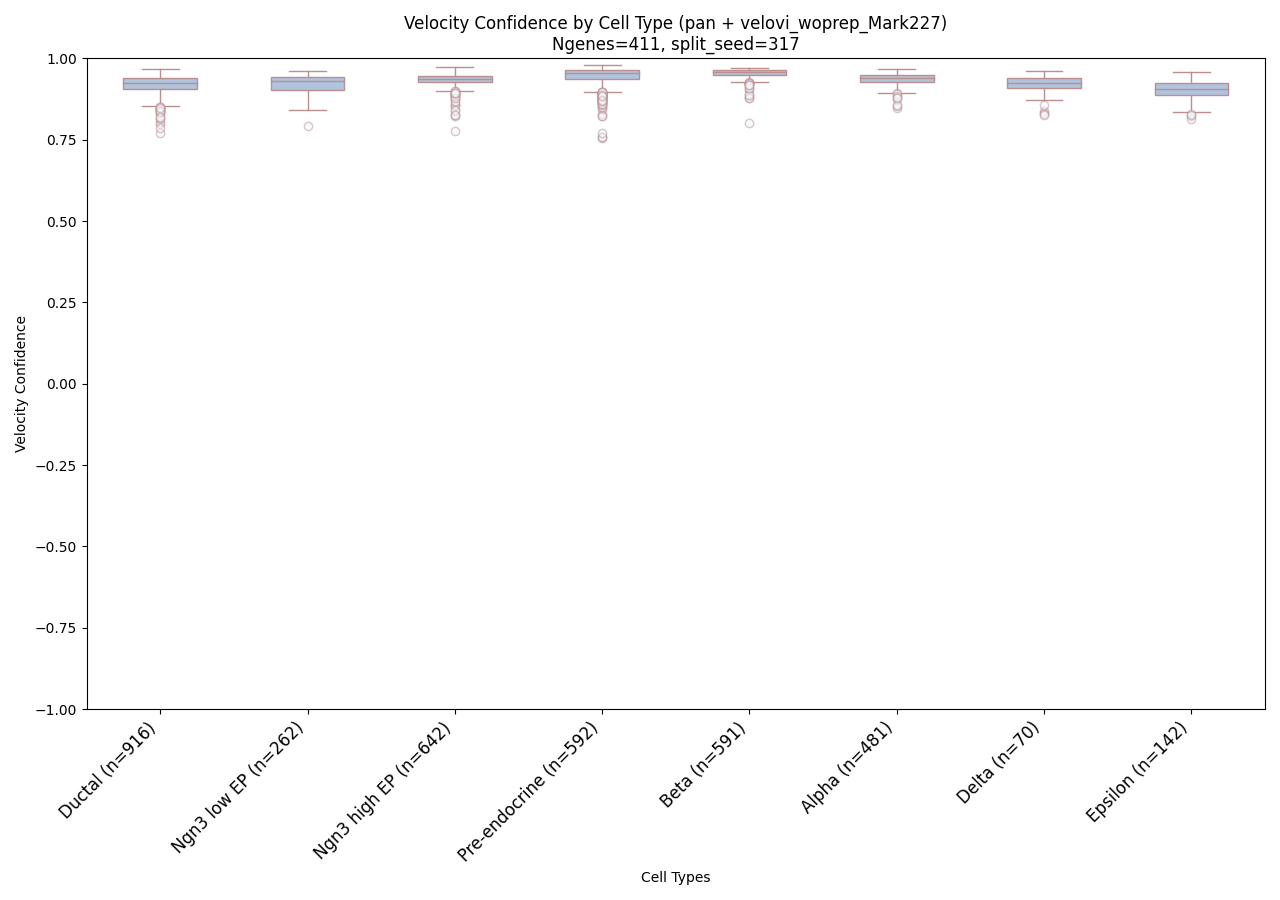 Velocity Confidence by Cell Type (pan + velovi_woprep_Mark227)
Ngenes=411, split_seed=317
1.00
0.75
0.50
0.25
0.00
−0.25
−0.50
−0.75
−1.00
Velocity Confidence
Ductal (n=916)
Ngn3 low EP (n=262)
Ngn3 high EP (n=642)
Pre-endocrine (n=592)
Beta (n=591)
Alpha (n=481)
Delta (n=70)
Epsilon (n=142)
Cell Types